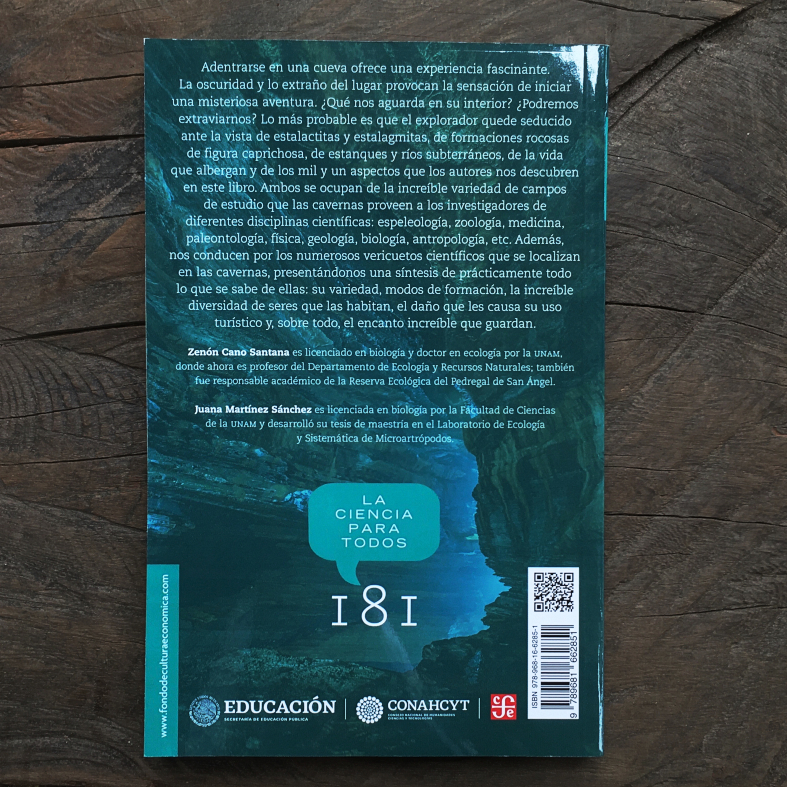 Adentrarse en una cueva ofrece una experiencia fascinante.
La oscuridad y lo extraño del lugar provocan la sensación de iniciar
una misteriosa aventura. ¿Qué nos aguarda en su interior? ¿Podremos
extraviarnos? Lo más probable es que el explorador quede seducido
ante la vista de estalactitas y estalagmitas, de formaciones rocosas
de figura caprichosa, de estanques y ríos subterráneos, de la vida
que albergan y de los mil y un aspectos que los autores nos descubren
en este libro. Ambos se ocupan de la increíble variedad de campos
de estudio que las cavernas proveen a los investigadores de
diferentes disciplinas científicas: espeleología, zoología, medicina,
paleontología, física, geología, biología, antropología, etc. Además,
nos conducen por los numerosos vericuetos científicos que se localizan
en las cavernas, presentándonos una síntesis de prácticamente todo
lo que se sabe de ellas: su variedad, modos de formación, la increíble
diversidad de seres que las habitan, el daño que les causa su uso
turístico y, sobre todo, el encanto increíble que guardan.
Zenón Cano Santana es licenciado en biología y doctor en ecología por la UNAM,
donde ahora es profesor del Departamento de Ecología y Recursos Naturales; también
fue responsable académico de la Reserva Ecológica del Pedregal de San Ángel.
Juana Martínez Sánchez es licenciada en biología por la Facultad de Ciencias
de la UNAM y desarrolló su tesis de maestría en el Laboratorio de Ecología
y Sistemática de Microartrópodos.
LA
CIENCIA
PARA
TODOS
181
www.fondodeculturaeconomica.com
EDUCACIÓN
SECRETARÍA DE EDUCACIÓN PÚBLICA
CONAHCYT
CONSEJO NACIONAL DE HUMANIDADES
CIENCIAS Y TECNOLOGÍAS
cfe
ISBN 978-968-16-6285-1
9 789681 662851